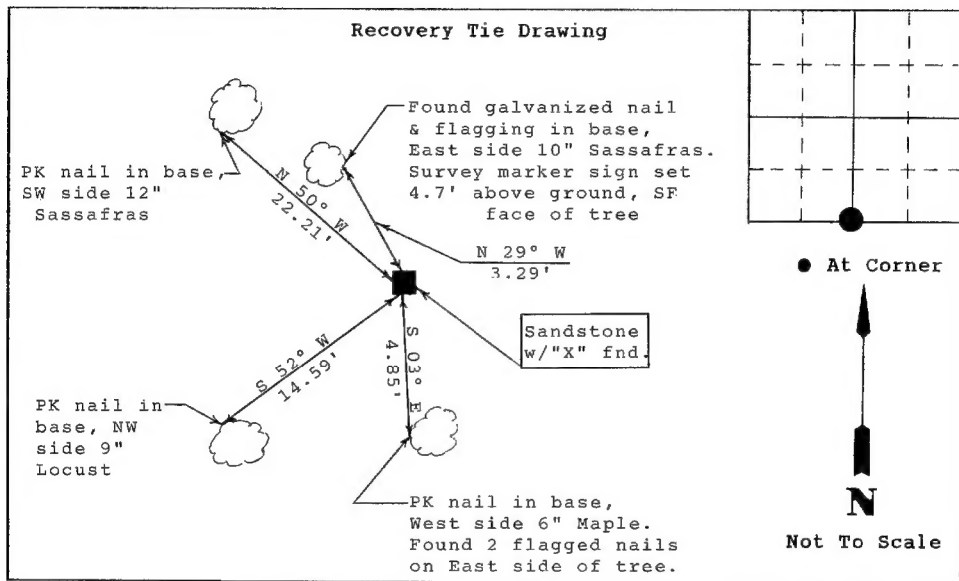 Recovery Tie Drawing
Found galvanized nail
& flagging in base,
East side 10" Sassafras.
Survey marker sign set
4.7' above ground, SE
face of tree
PK nail in base,
SW side 12"
Sassafras
N 50° W
22.21'
N 29° W
3.29'
At Corner
Sandstone
w/"X" fnd.
S 52° W
14.59'
S 03° E
4.85'
PK nail in
base, NW
side 9"
Locust
PK nail in base,
West side 6" Maple.
Found 2 flagged nails
on East side of tree.
N
Not To Scale